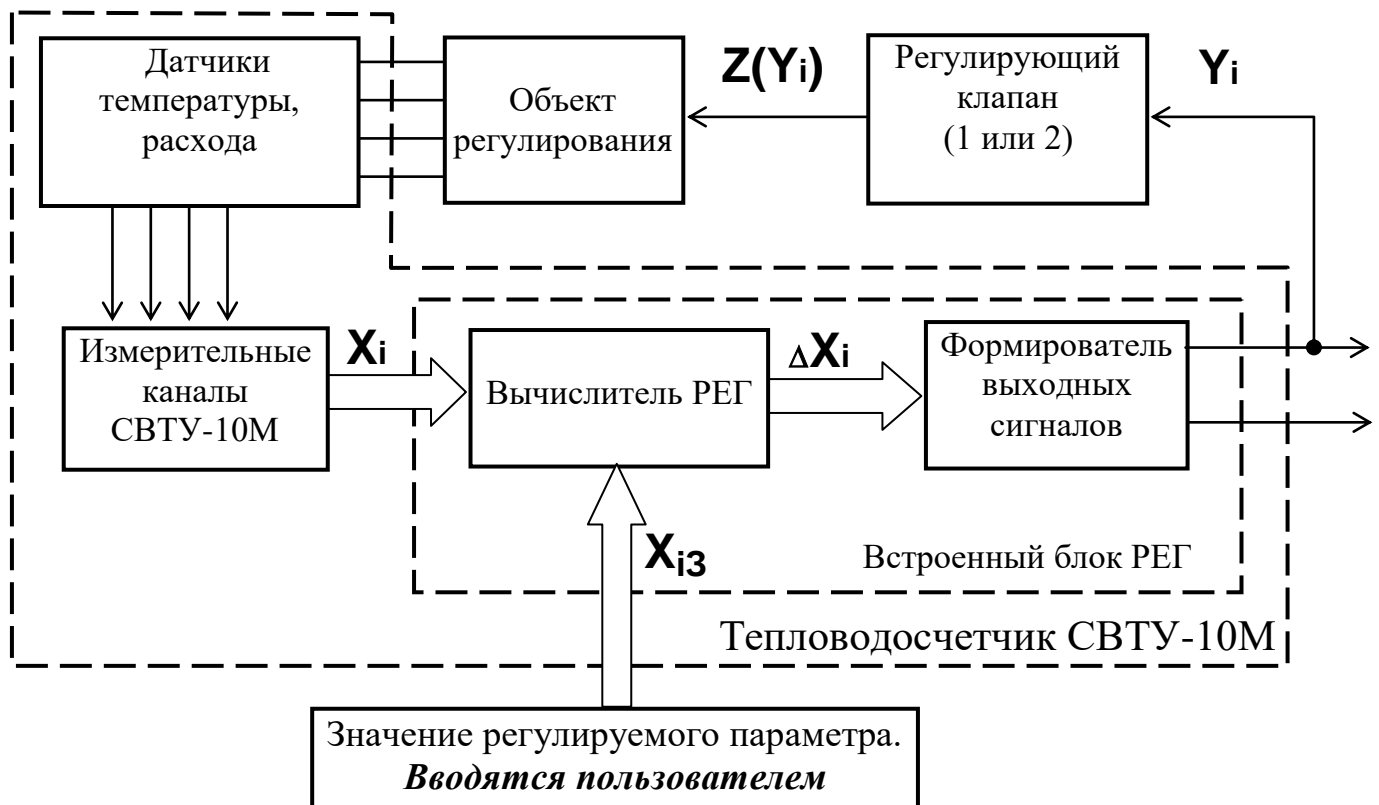 Датчики
температуры,
расхода
Объект
регулирования
Z(Yi)
Регулирующий
клапан
(1 или 2)
Yi
Измерительные
каналы
СВТУ-10М
Xi
Вычислитель РЕГ
ΔXi
Формирователь
выходных
сигналов
XiЗ
Встроенный блок РЕГ
Тепловодосчетчик СВТУ-10М
Значение регулируемого параметра.
Вводятся пользователем